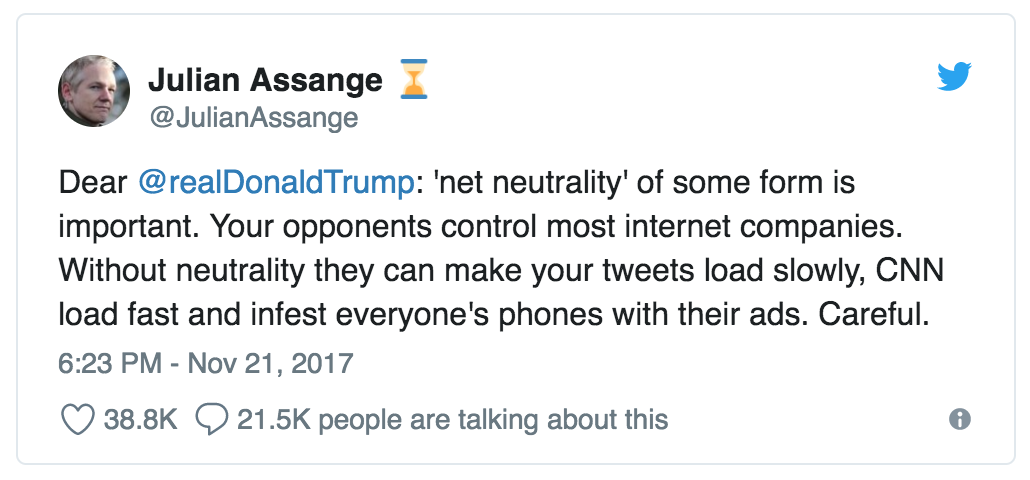 Julian Assange ⏳
@JulianAssange
Dear @realDonaldTrump: 'net neutrality' of some form is
important. Your opponents control most internet companies.
Without neutrality they can make your tweets load slowly, CNN
load fast and infest everyone's phones with their ads. Careful.
6:23 PM - Nov 21, 2017
38.8K 21.5K people are talking about this